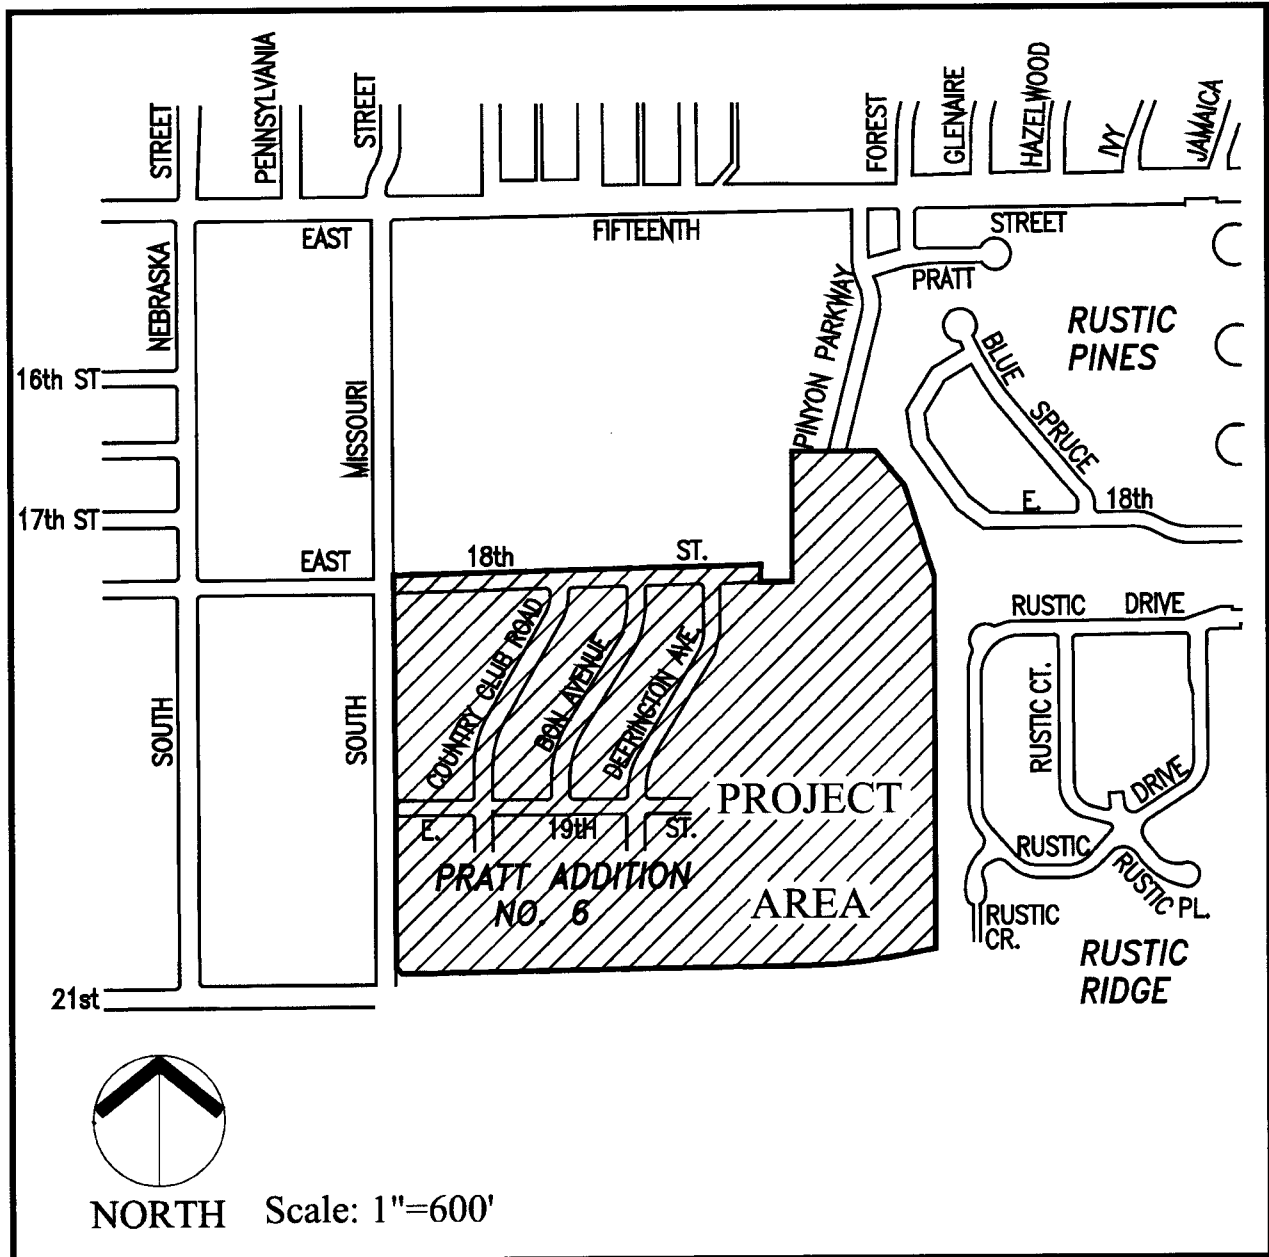 STREET
PENNSYLVANIA
STREET
FOREST
GLENAIRE
HAZELWOOD
IVY
JAMAICA
EAST
FIFTEENTH
STREET
NEBRASKA
PRATT
PINYON PARKWAY
RUSTIC
PINES
BLUE
SPRUCE
16th ST
MISSOURI
17th ST
E.
18th
EAST
18th
ST.
RUSTIC
DRIVE
COUNTRY CLUB ROAD
BON AVENUE
DEERINGTON AVE.
SOUTH
SOUTH
RUSTIC CT.
DRIVE
PROJECT
AREA
E.
19tH
ST.
RUSTIC
RUSTIC PL.
PRATT ADDITION
NO. 6
RUSTIC
CR.
RUSTIC
RIDGE
21st
NORTH
Scale: 1"=600'